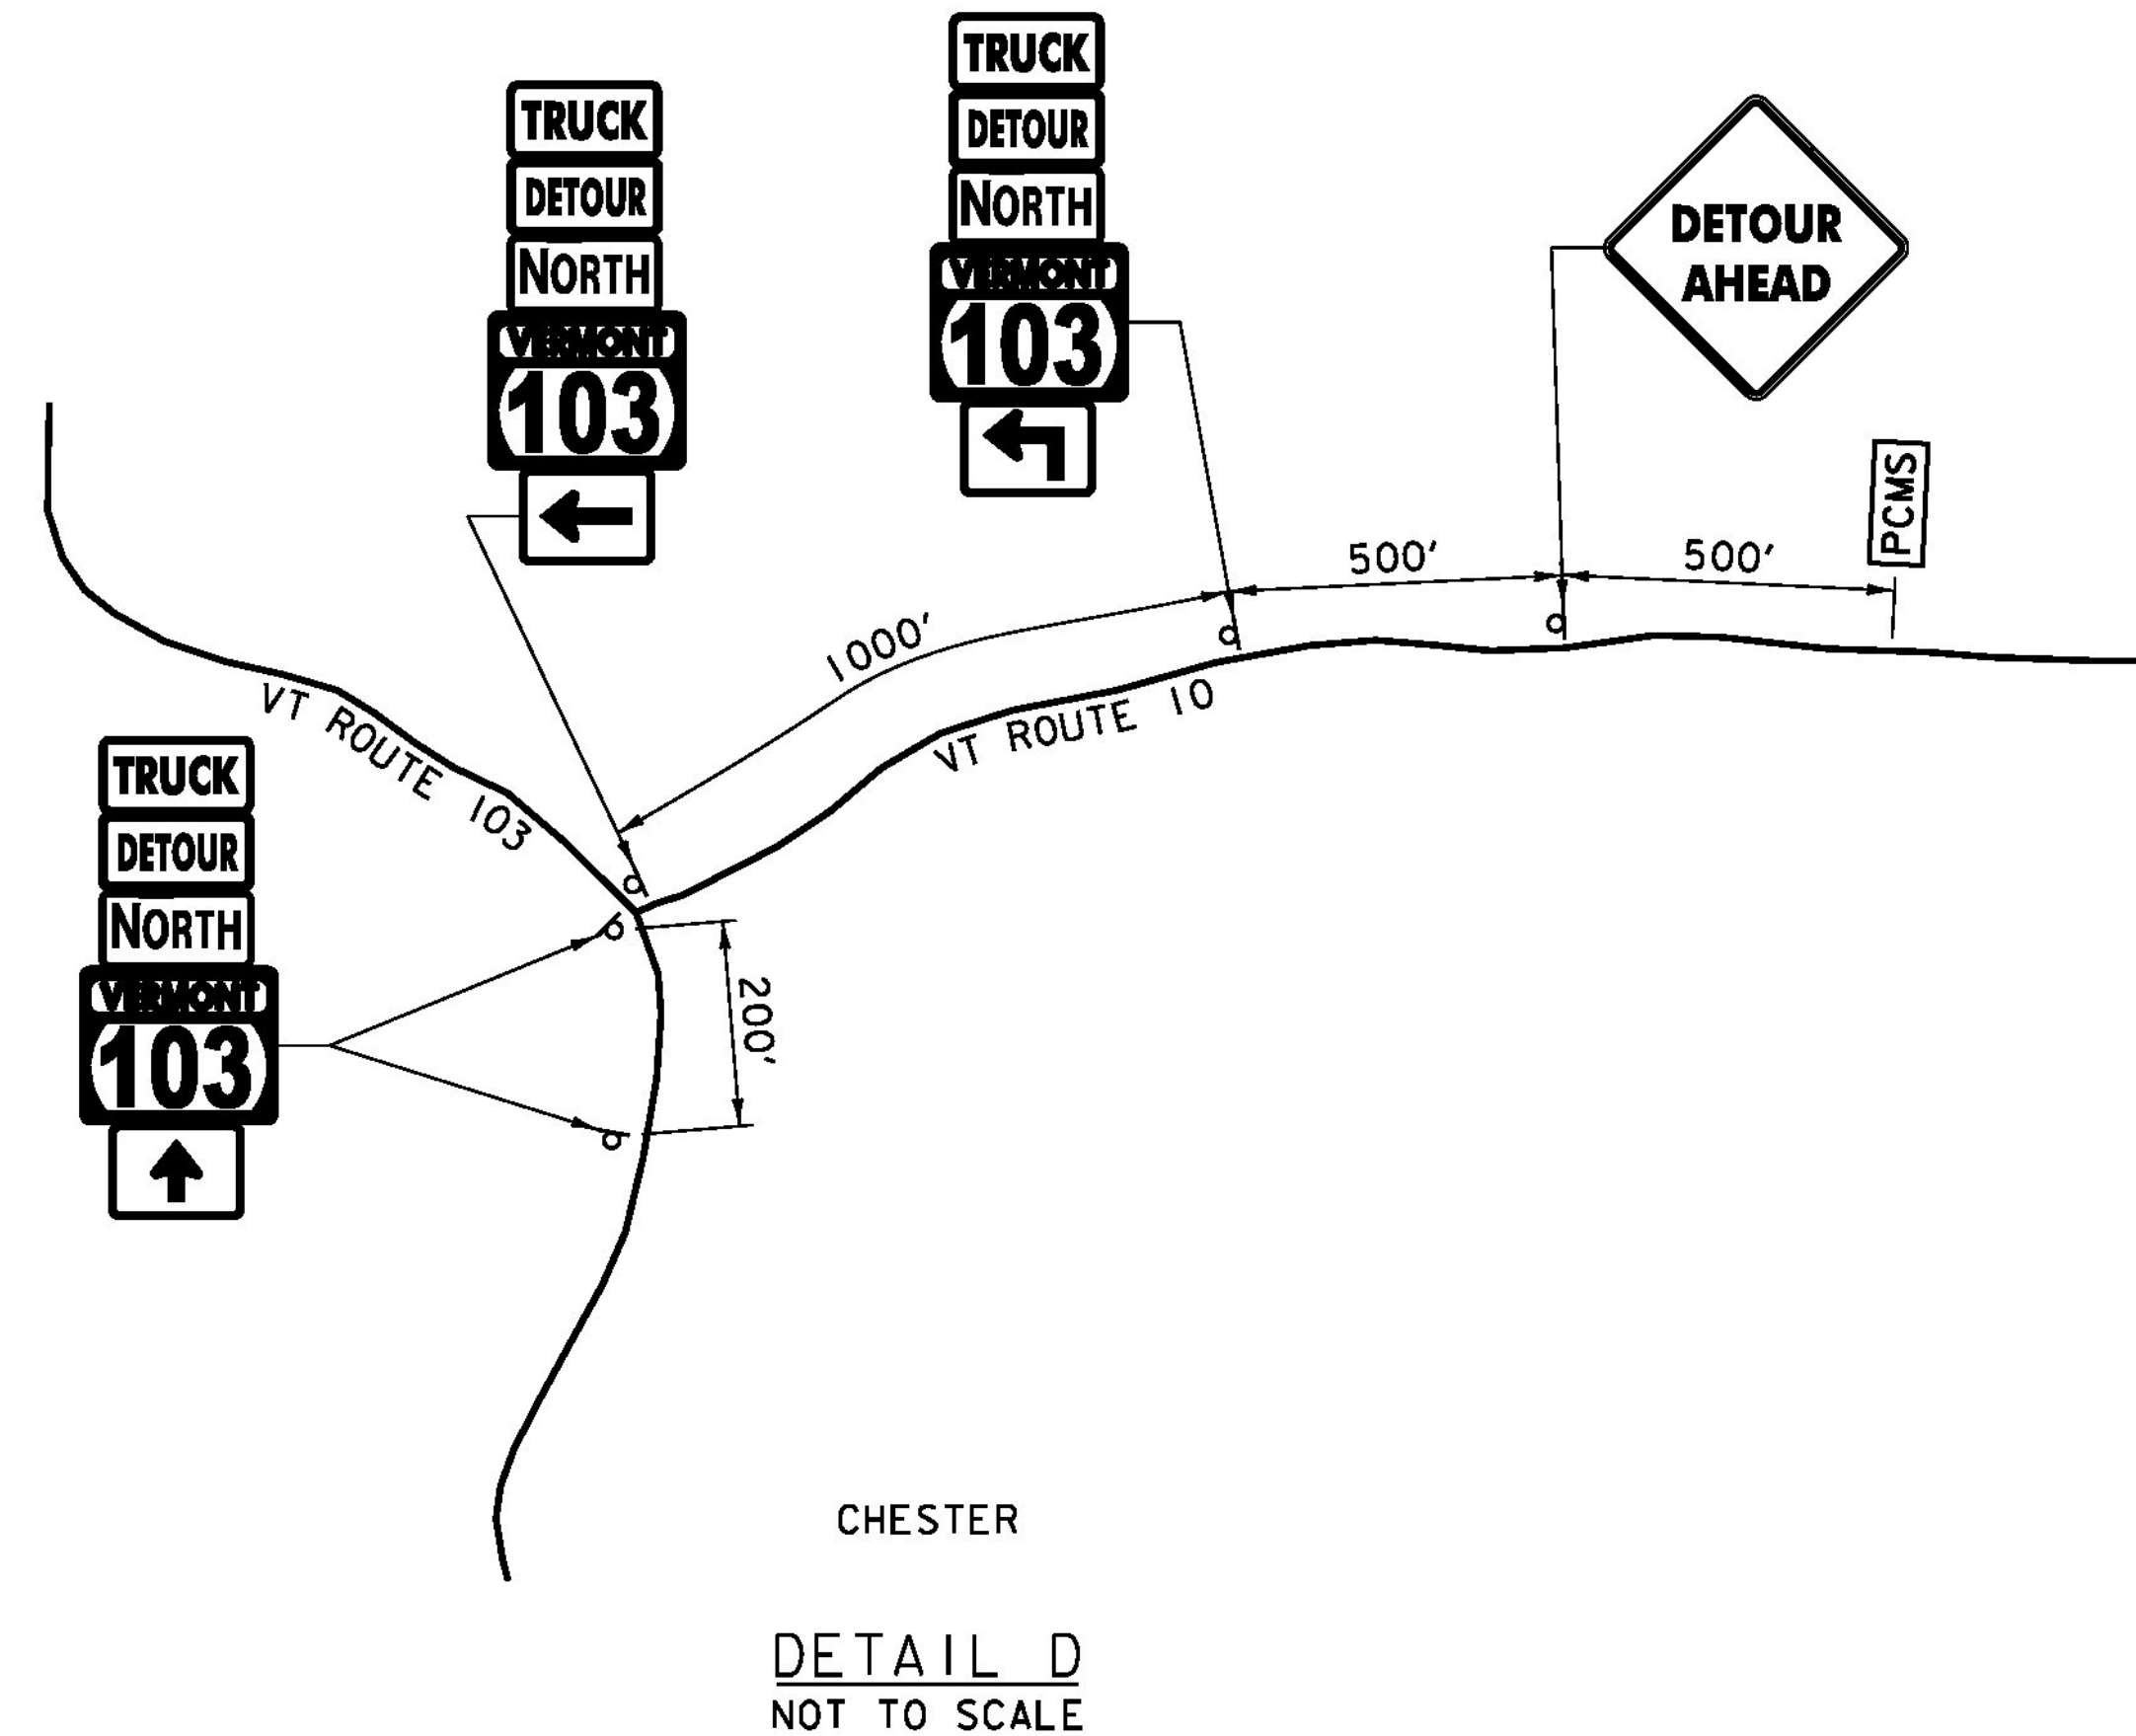 TRUCK
DETOUR
NORTH
VERMONT
103
TRUCK
DETOUR
NORTH
VERMONT
103
DETOUR
AHEAD
PCMS
500'
500'
1000'
VT ROUTE 10
VT ROUTE 103
TRUCK
DETOUR
NORTH
VERMONT
103
200'
CHESTER
DETAIL D
NOT TO SCALE